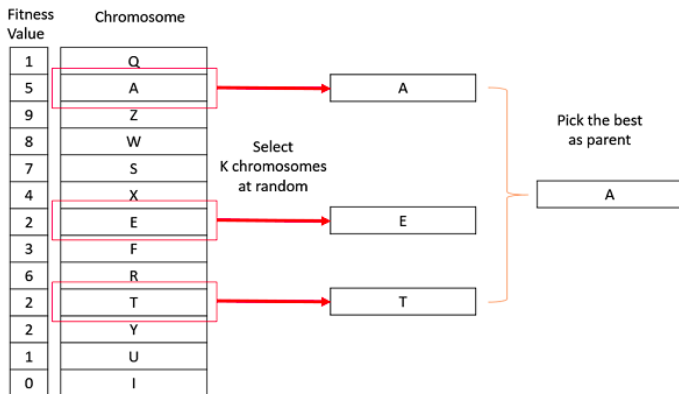 Fitness Value
Chromosome
1 Q
5 A A
9 Z
8 W
7 S
4 X
2 E E
3 F
6 R
2 T T
2 Y
1 U
0 I
Select
K chromosomes
at random
Pick the best
as parent
A